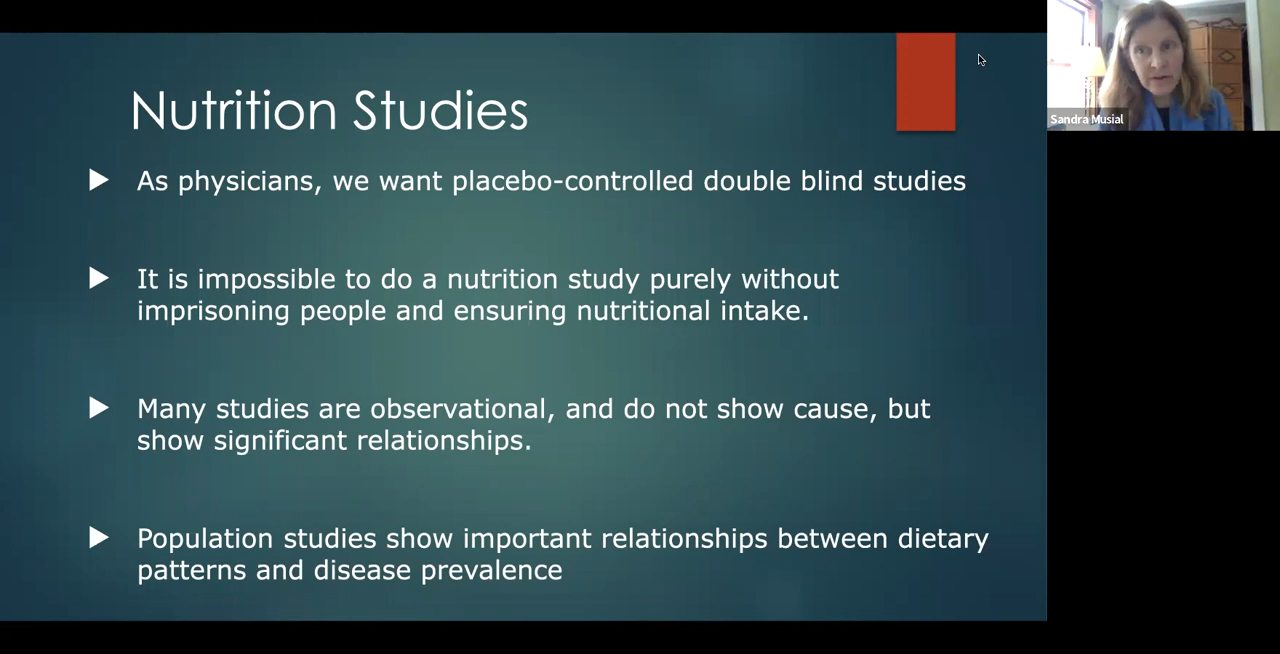 Nutrition Studies
As physicians, we want placebo-controlled double blind studies
It is impossible to do a nutrition study purely without
imprisoning people and ensuring nutritional intake.
Many studies are observational, and do not show cause, but
show significant relationships.
Population studies show important relationships between dietary
patterns and disease prevalence
Sandra Musial